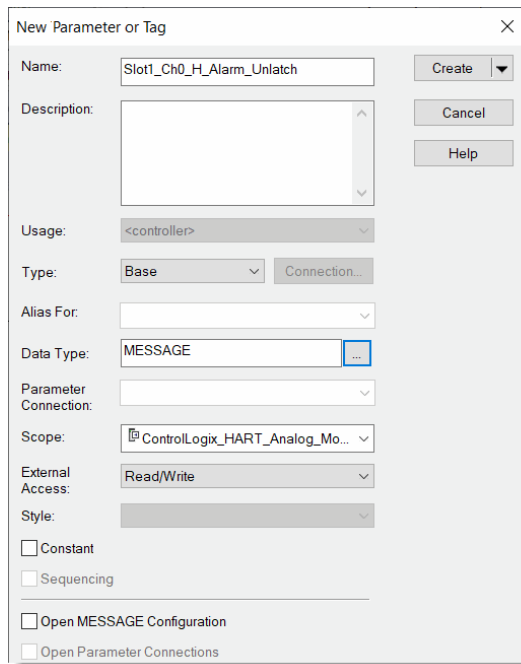 New Parameter or Tag
Name: Slot1_Ch0_H_Alarm_Unlatch
Create
Description:
Cancel
Help
Usage: <controller>
Type: Base Connection...
Alias For:
Data Type: MESSAGE ...
Parameter
Connection:
Scope: ControlLogix_HART_Analog_Mo...
External
Access: Read/Write
Style:
Constant
Sequencing
Open MESSAGE Configuration
Open Parameter Connections